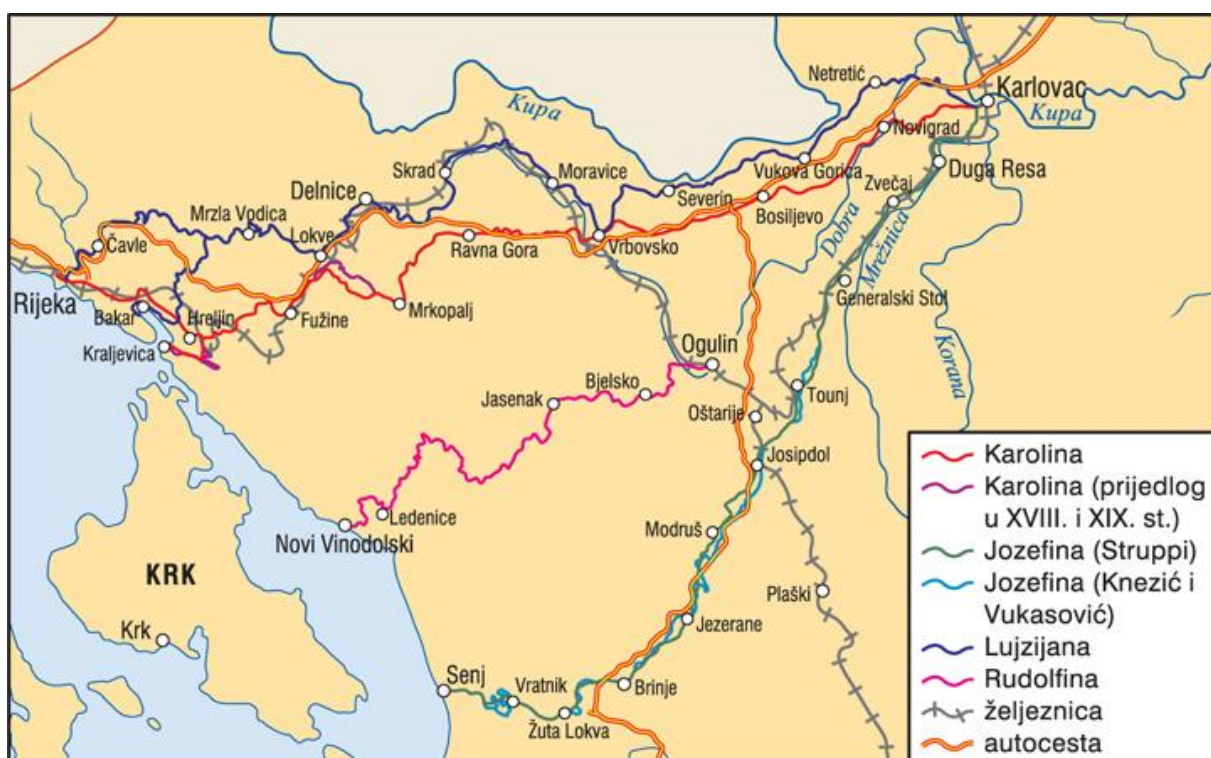 Netretić
Karlovac
Kupa
Kupa
Novigrad
Skrad
Moravice
Vukova Gorica
Zvečaj
Duga Resa
Delnice
Severin
Bosiljevo
Mrzla Vodica
Lokve
Čavle
Ravna Gora
Vrbovsko
Dobra
Mrežnica
Rijeka
Bakar
Hreljin
Fužine
Mrkopalj
Generalski Stol
Kraljevica
Ogulin
Korana
Bjelsko
Jasenak
Tounj
Oštarije
Josipdol
Ledenice
Novi Vinodolski
Modruš
KRK
Plaški
Krk
Jezerane
Senj
Vratnik
Brinje
Žuta Lokva
Karolina
Karolina (prijedlog
u XVIII. i XIX. st.)
Jozefina (Struppi)
Jozefina (Knezić i
Vukasović)
Lujzijana
Rudolfina
željeznica
autocesta